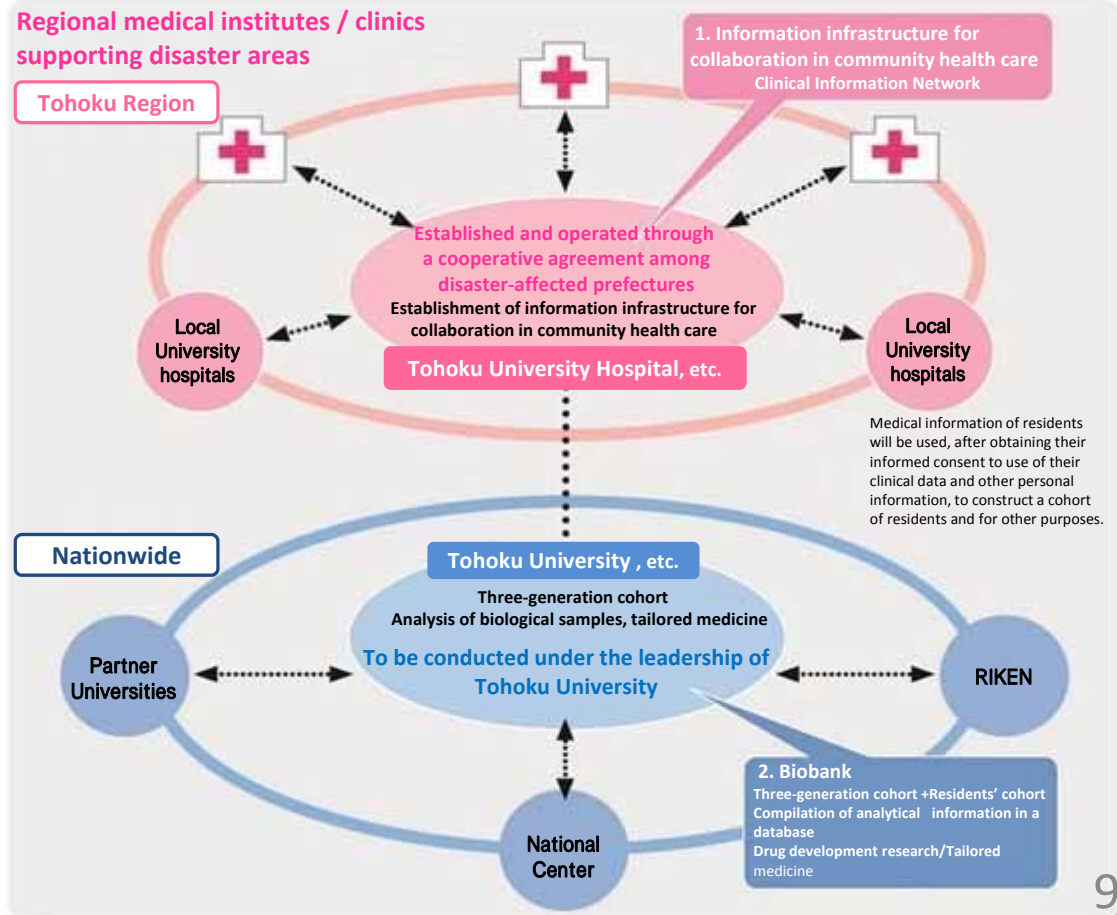 Regional medical institutes / clinics
supporting disaster areas
Tohoku Region
1. Information infrastructure for
collaboration in community health care
Clinical Information Network
Established and operated through
a cooperative agreement among
disaster-affected prefectures
Establishment of information infrastructure for
collaboration in community health care
Tohoku University Hospital, etc.
Local
University
hospitals
Local
University
hospitals
Medical information of residents
will be used, after obtaining their
informed consent to use of their
clinical data and other personal
information, to construct a cohort
of residents and for other purposes.
Nationwide
Tohoku University , etc.
Three-generation cohort
Analysis of biological samples, tailored medicine
To be conducted under the leadership of
Tohoku University
Partner
Universities
RIKEN
National
Center
2. Biobank
Three-generation cohort +Residents’ cohort
Compilation of analytical information in a
database
Drug development research/Tailored
medicine
9